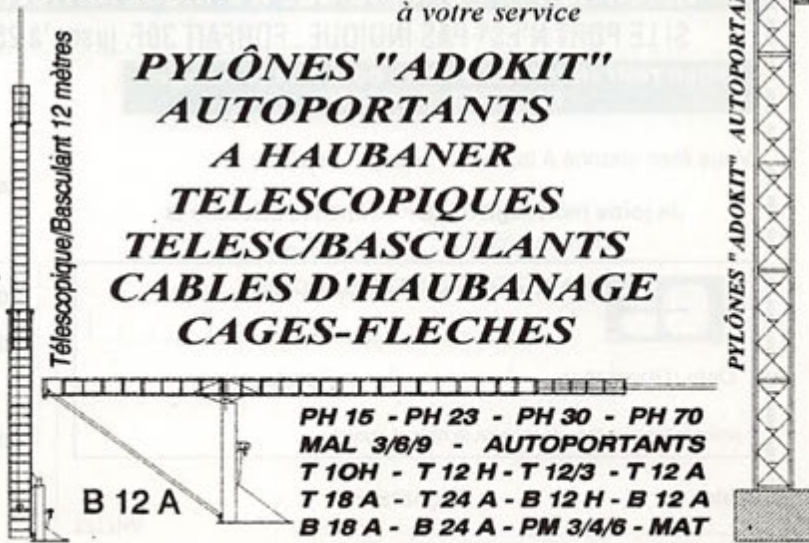 à votre service
PYLÔNES "ADOKIT"
AUTOPORTANTS
A HAUBANER
TELESCOPIQUES
TELESC/BASCULANTS
CABLES D'HAUBANAGE
CAGES-FLECHES
Télescopique/Basculant 12 mètres
PYLÔNES "ADOKIT" AUTOPORTA
B 12 A
PH 15 - PH 23 - PH 30 - PH 70
MAL 3/6/9 - AUTOPORTANTS
T 10H - T 12 H - T 12/3 - T 12 A
T 18 A - T 24 A - B 12 H - B 12 A
B 18 A - B 24 A - PM 3/4/6 - MAT